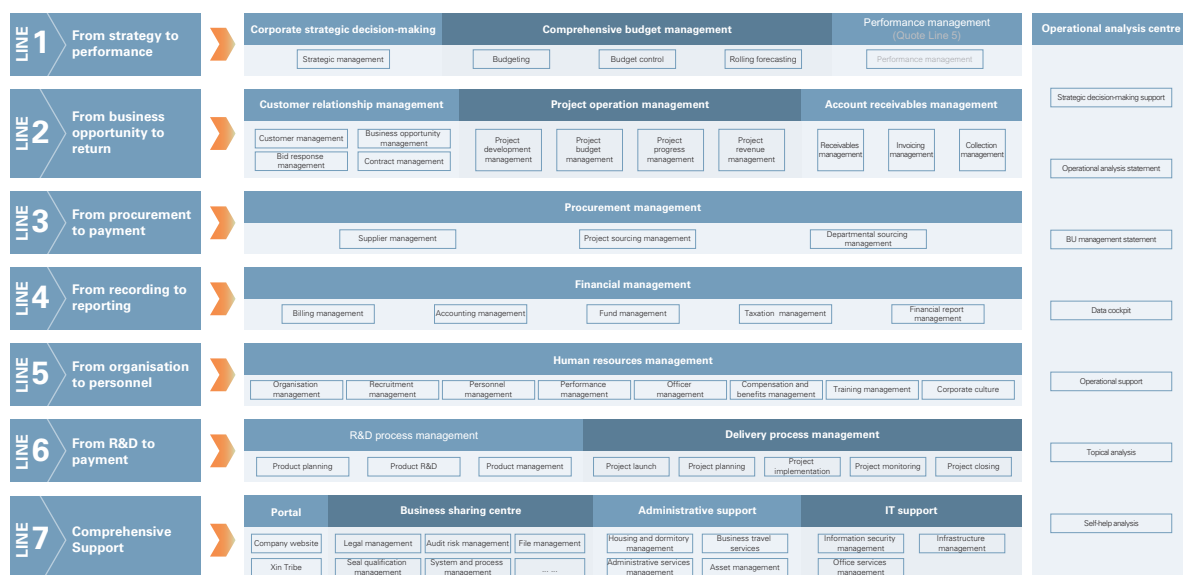 LINE 1
From strategy to
performance
Corporate strategic decision-making
Comprehensive budget management
Performance management
(Quote Line 5)
Strategic management
Budgeting
Budget control
Rolling forecasting
Performance management
LINE 2
From business
opportunity to
return
Customer relationship management
Project operation management
Account receivables management
Customer management
Business opportunity
management
Bid response
management
Contract management
Project
development
management
Project
budget
management
Project
progress
management
Project
revenue
management
Receivables
management
Invoicing
management
Collection
management
LINE 3
From procurement
to payment
Procurement management
Supplier management
Project sourcing management
Departmental sourcing
management
LINE 4
From recording to
reporting
Financial management
Billing management
Accounting management
Fund management
Taxation management
Financial report
management
LINE 5
From organisation
to personnel
Human resources management
Organisation
management
Recruitment
management
Personnel
management
Performance
management
Officer
management
Compensation and
benefits management
Training management
Corporate culture
LINE 6
From R&D to
payment
R&D process management
Delivery process management
Product planning
Product R&D
Product management
Project launch
Project planning
Project
implementation
Project monitoring
Project closing
LINE 7
Comprehensive
Support
Portal
Business sharing centre
Administrative support
IT support
Company website
Xin Tribe
Legal management
Audit risk management
File management
Seal qualification
management
System and process
management
... ...
Housing and dormitory
management
Business travel
services
Administrative services
management
Asset management
Information security
management
Infrastructure
management
Office services
management
Operational analysis centre
Strategic decision-making support
Operational analysis statement
BU management statement
Data cockpit
Operational support
Topical analysis
Self-help analysis